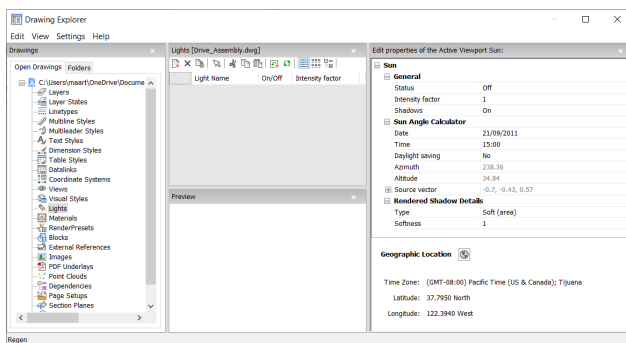 Drawing Explorer
Edit View Settings Help
Drawings
Open Drawings Folders
C:\Users\maart\OneDrive\Docume
Layers
Layer States
Linetypes
Multiline Styles
Multileader Styles
Text Styles
Dimension Styles
Table Styles
Datalinks
Coordinate Systems
Views
Visual Styles
Lights
Materials
RenderPresets
Blocks
External References
Images
PDF Underlays
Point Clouds
Dependencies
Page Setups
Section Planes
Lights [Drive_Assembly.dwg]
Light Name On/Off Intensity factor
Preview
Edit properties of the Active Viewport Sun:
Sun
General
Status Off
Intensity factor 1
Shadows On
Sun Angle Calculator
Date 21/09/2011
Time 15:00
Daylight saving No
Azimuth 238.36
Altitude 34.84
Source vector -0.7, -0.43, 0.57
Rendered Shadow Details
Type Soft (area)
Softness 1
Geographic Location
Time Zone: (GMT-08:00) Pacific Time (US & Canada); Tijuana
Latitude: 37.7950 North
Longitude: 122.3940 West
Regen